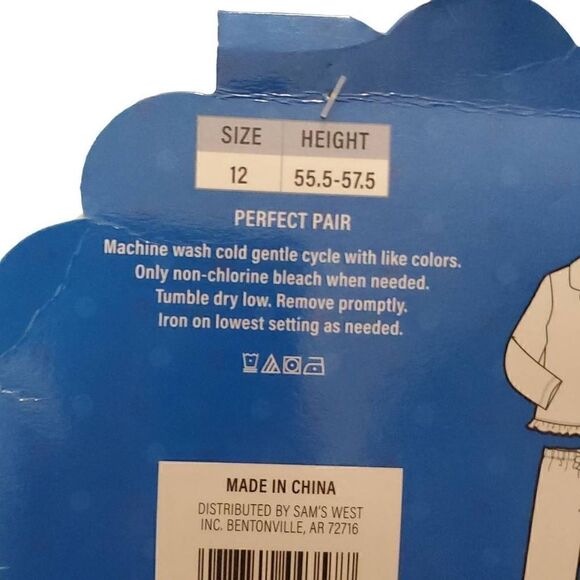 SIZE HEIGHT
12 55.5-57.5
PERFECT PAIR
Machine wash cold gentle cycle with like colors.
Only non-chlorine bleach when needed.
Tumble dry low. Remove promptly.
Iron on lowest setting as needed.
MADE IN CHINA
DISTRIBUTED BY SAM'S WEST
INC. BENTONVILLE, AR 72716